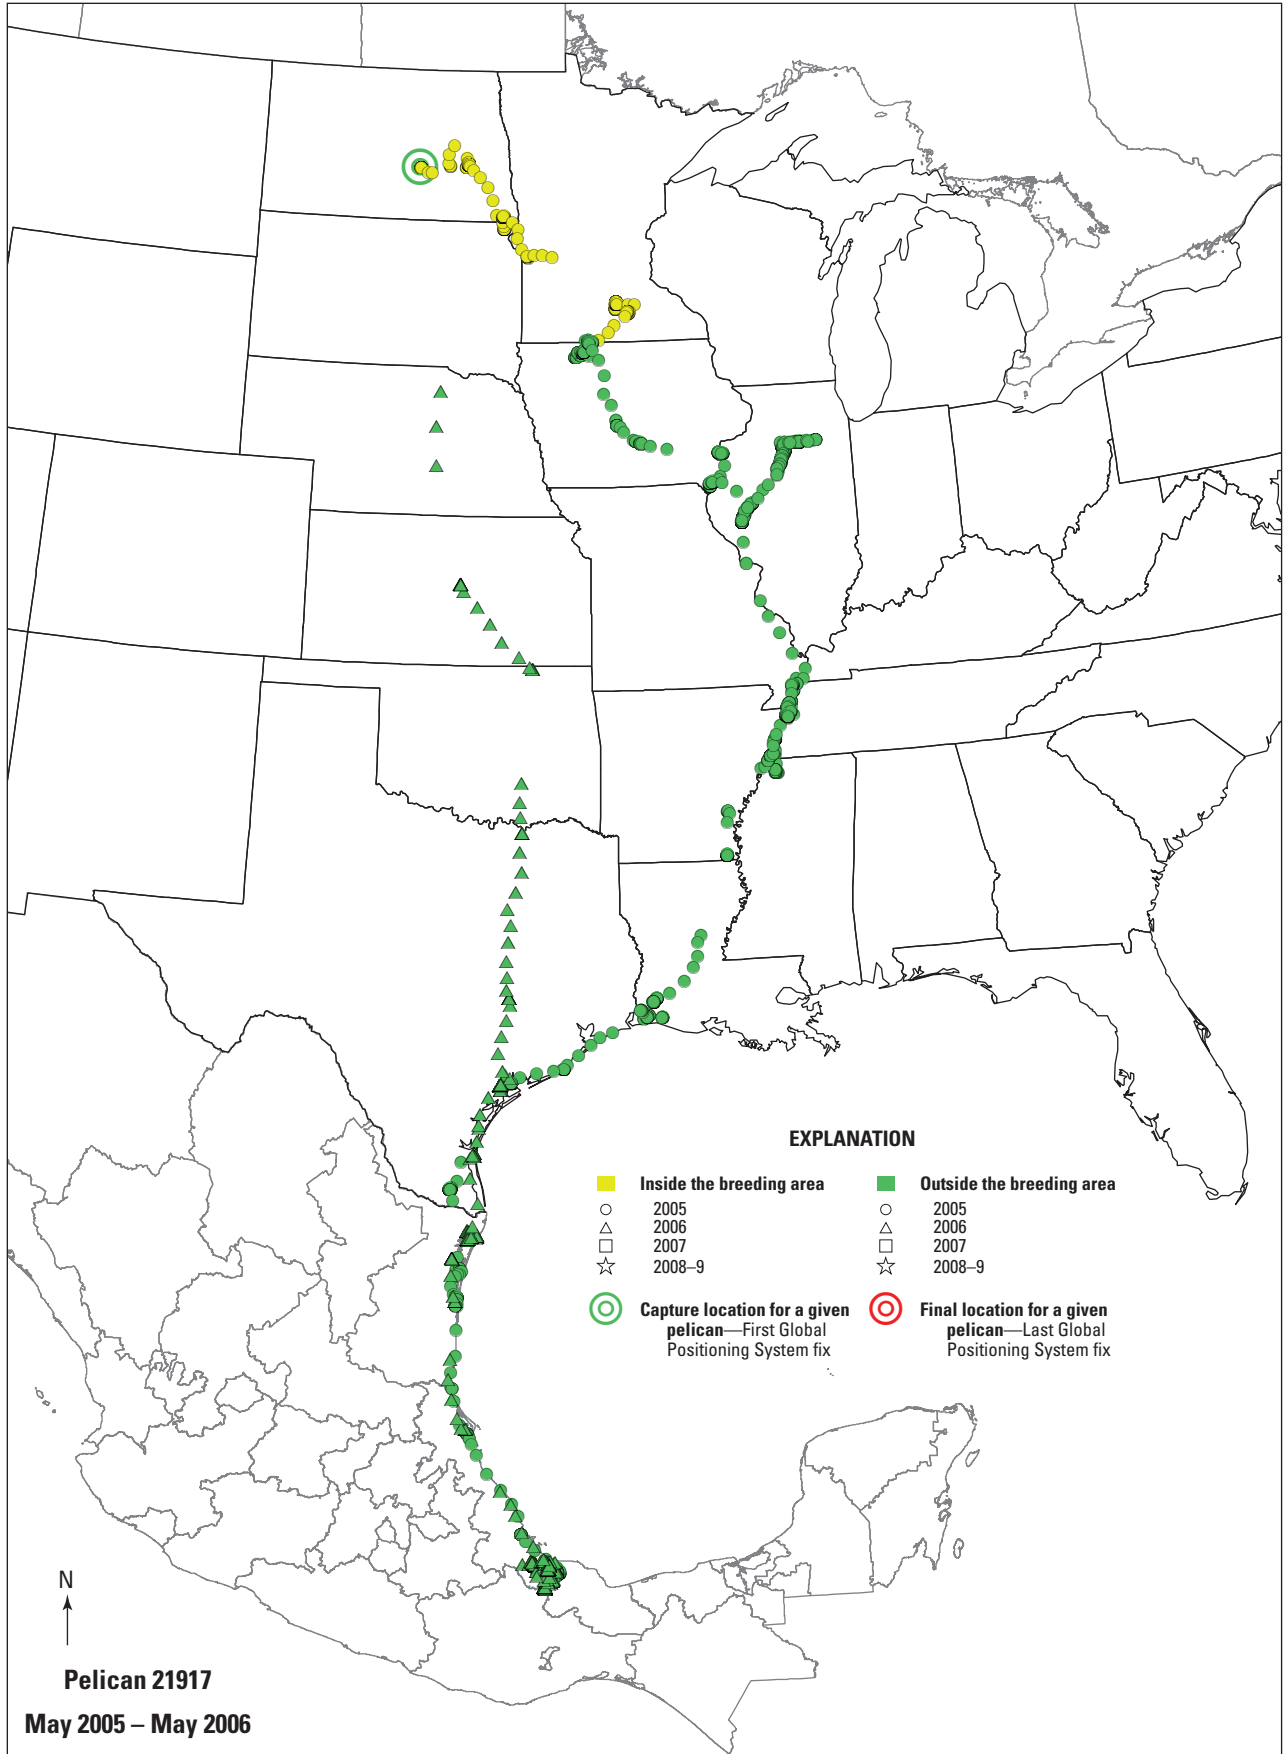 EXPLANATION
Inside the breeding area
2005
2006
2007
2008–9
Capture location for a given
pelican—First Global
Positioning System fix
Outside the breeding area
2005
2006
2007
2008–9
Final location for a given
pelican—Last Global
Positioning System fix
N
Pelican 21917
May 2005 – May 2006